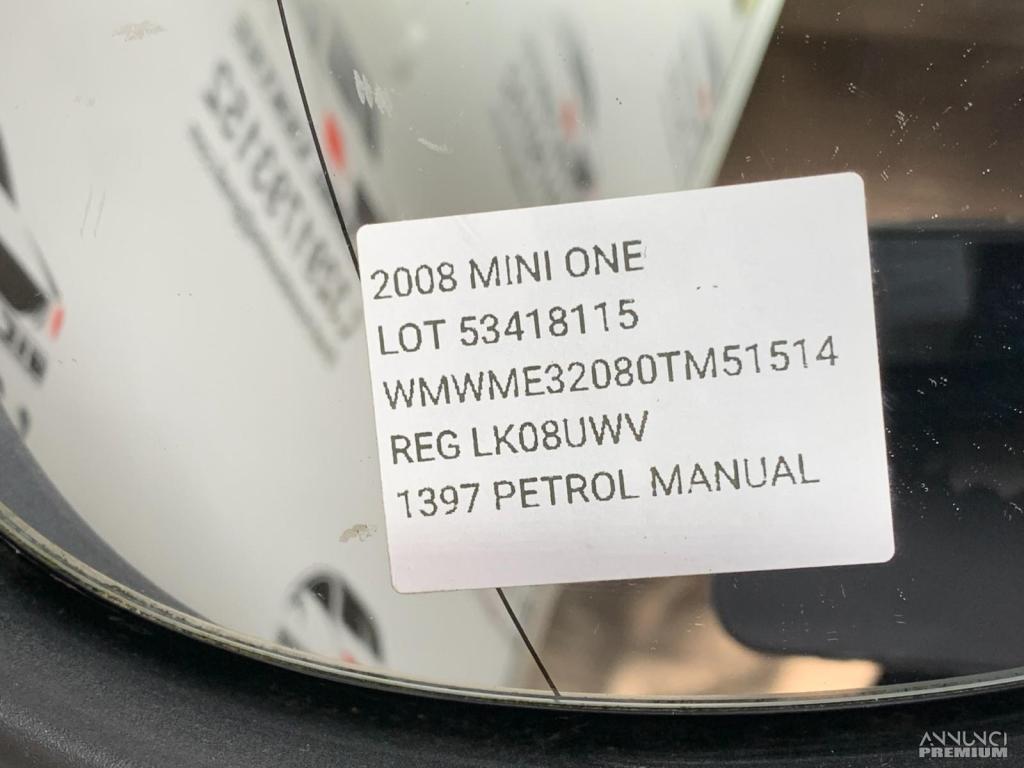 2008 MINI ONE
LOT 53418115
WMWME32080TM51514
REG LK08UWV
1397 PETROL MANUAL
ANNUNCI
PREMIUM